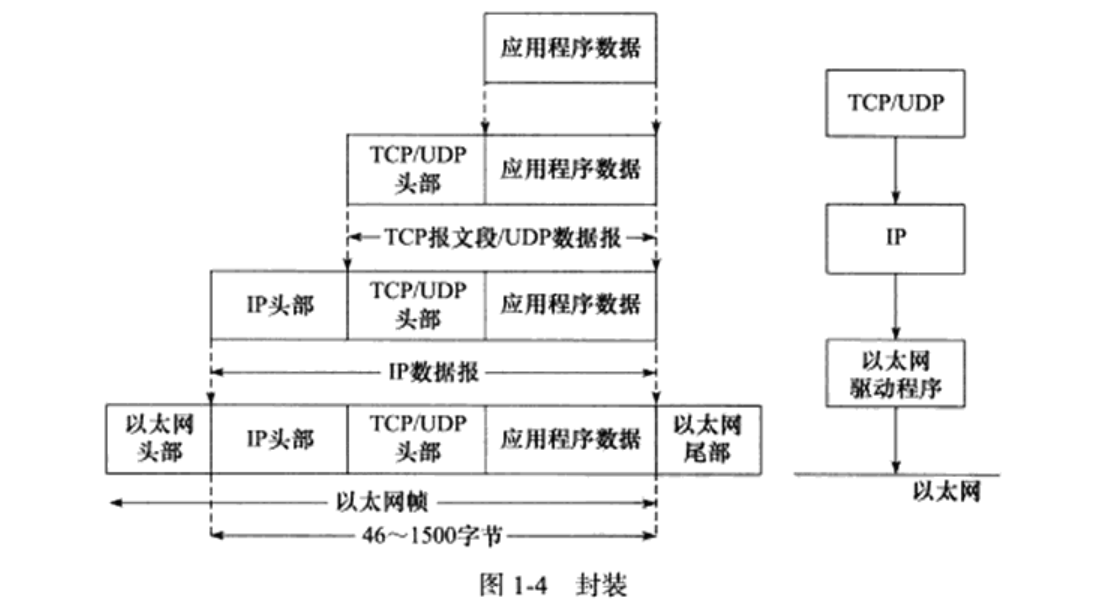 应用程序数据
TCP/UDP
头部
应用程序数据
TCP报文段/UDP数据报
IP头部
TCP/UDP
头部
应用程序数据
IP数据报
以太网
头部
IP头部
TCP/UDP
头部
应用程序数据
以太网
尾部
以太网帧
46～1500字节
TCP/UDP
IP
以太网
驱动程序
以太网
图 1-4 封装